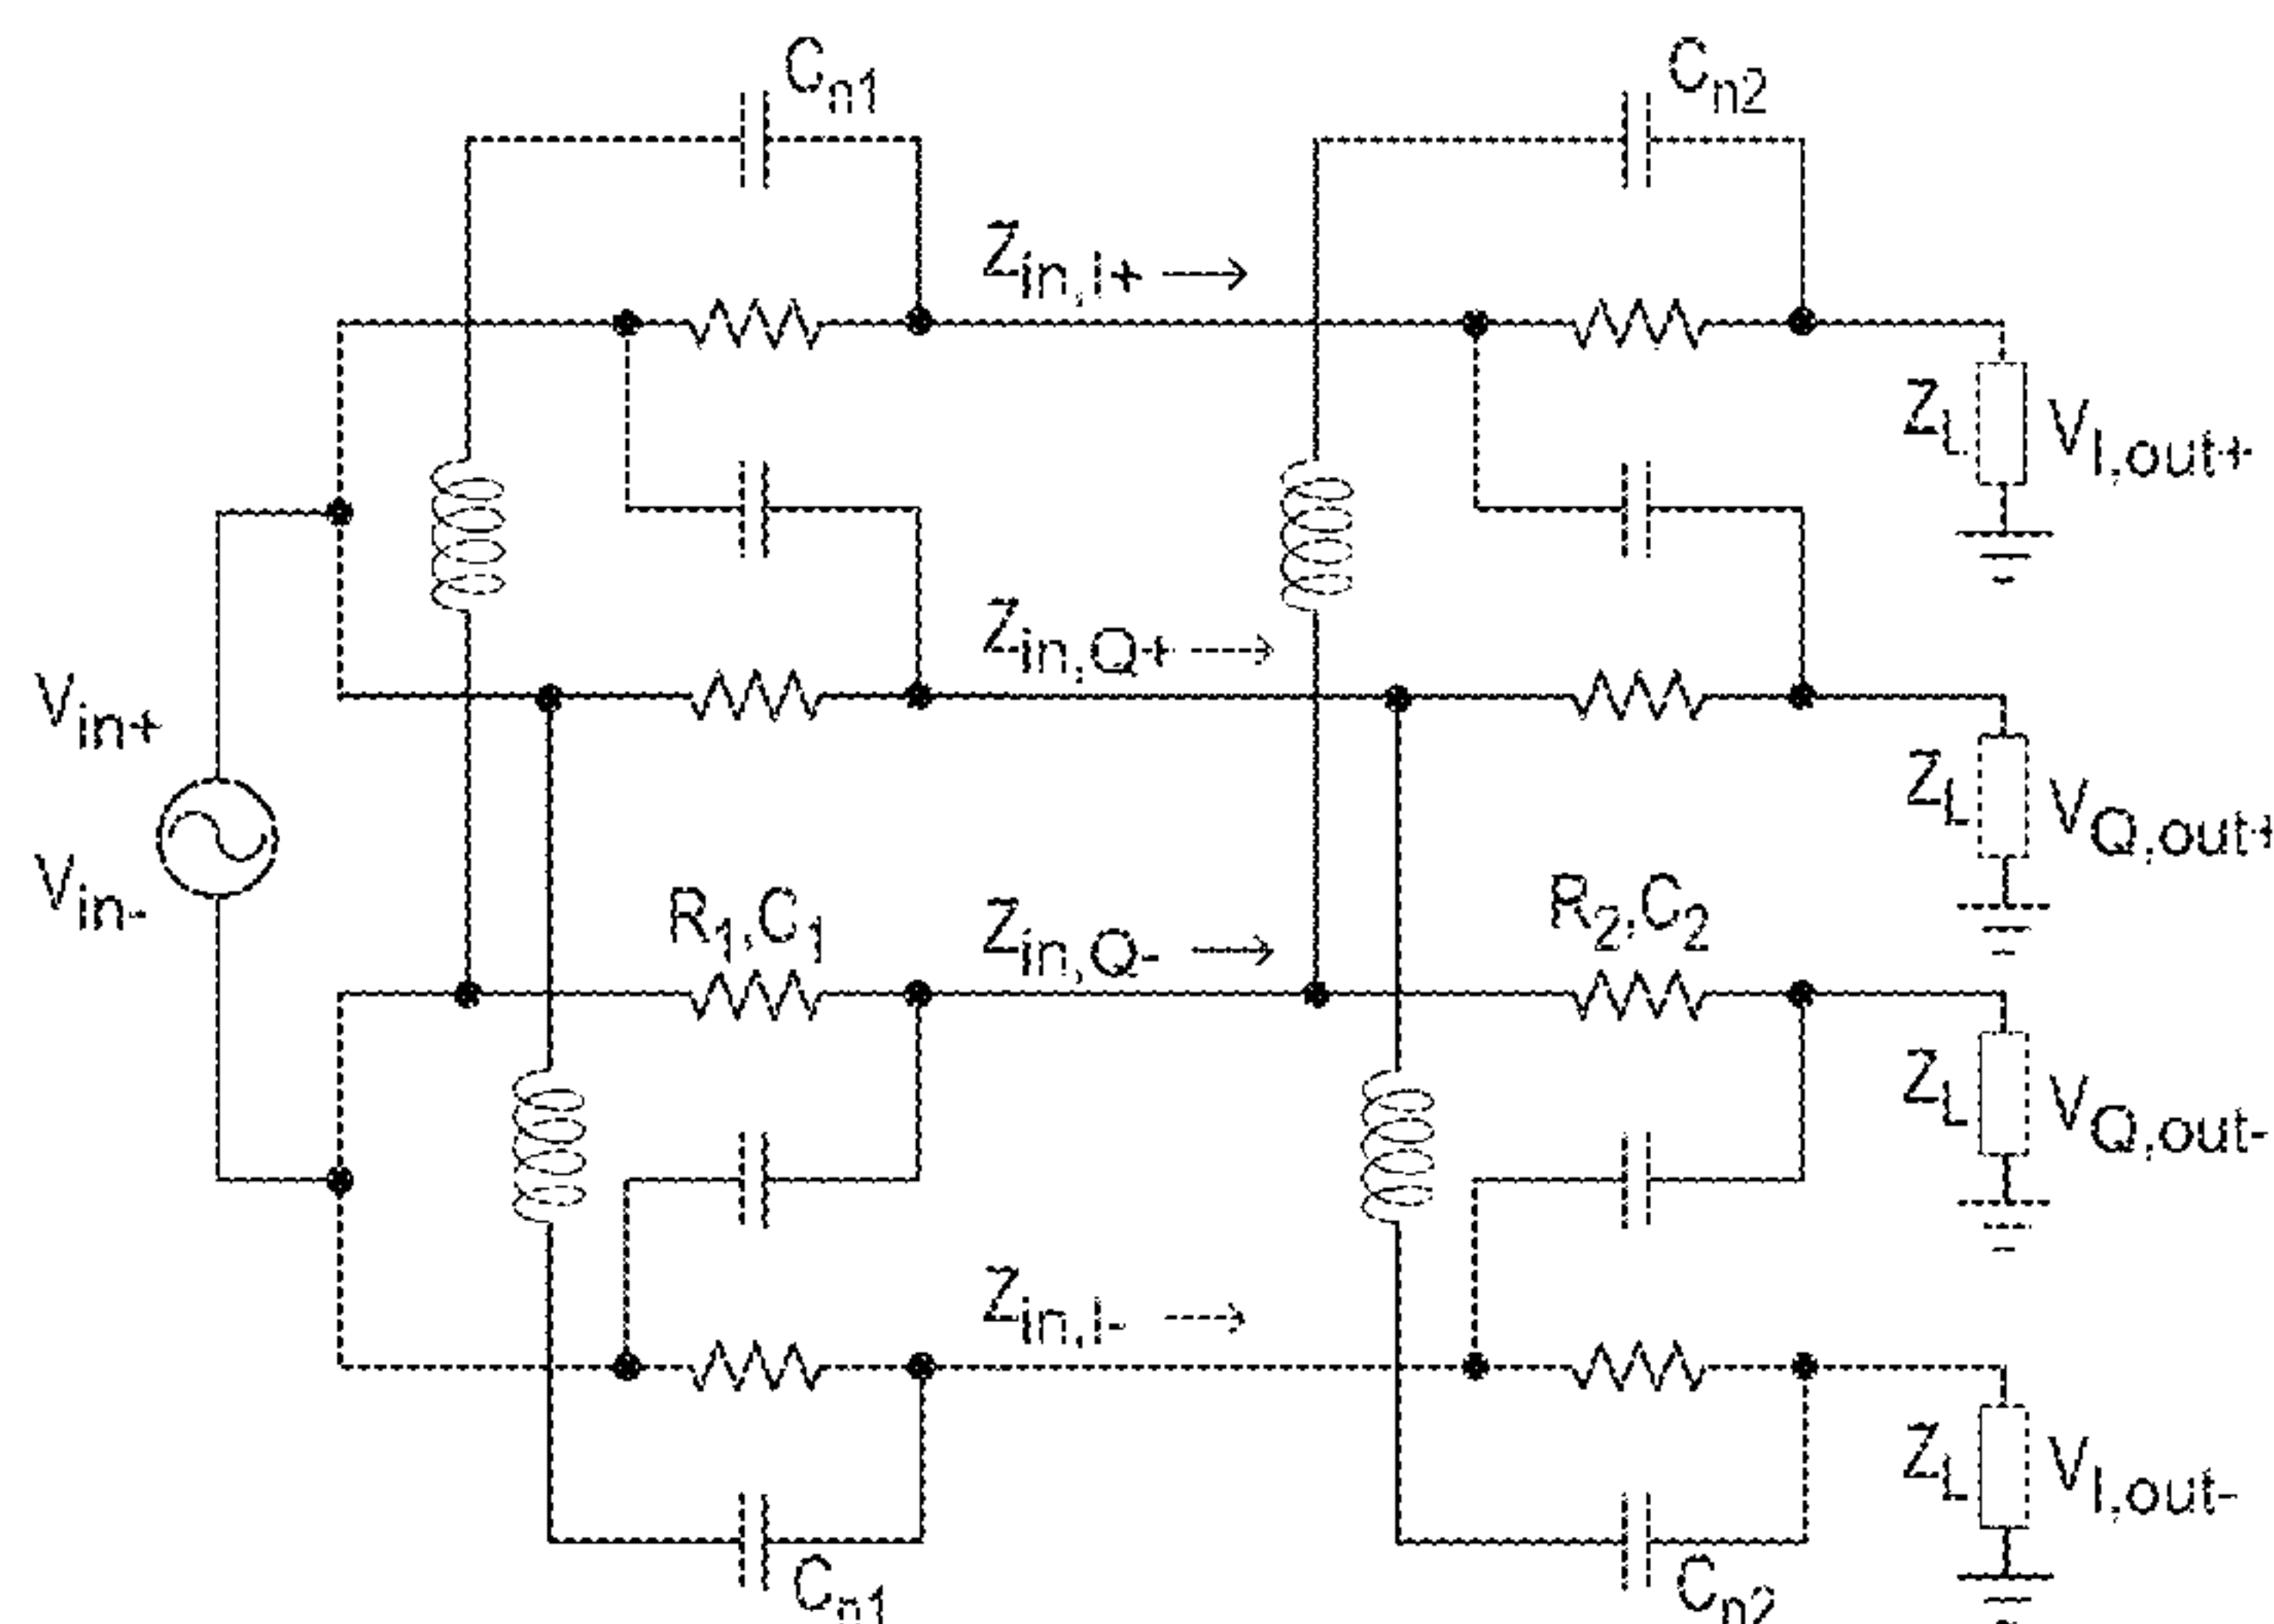 Cn1
Cn2
Zin,I+
ZL
VI,out+
Zin,Q+
Vin+
ZL
VQ,out+
Vin-
R1,C1
Zin,Q-
R2,C2
ZL
VQ,out-
Zin,I-
ZL
VI,out-
Cn1
Cn2